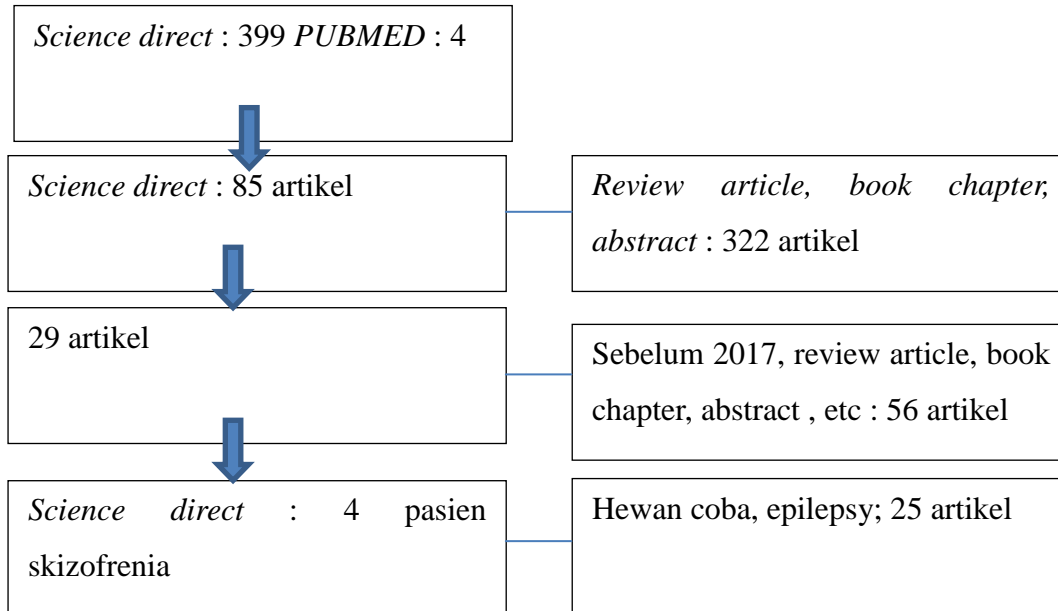 Science direct : 399 PUBMED : 4
Science direct : 85 artikel
Review article, book chapter,
abstract : 322 artikel
29 artikel
Sebelum 2017, review article, book
chapter, abstract , etc : 56 artikel
Science direct : 4 pasien
skizofrenia
Hewan coba, epilepsy; 25 artikel